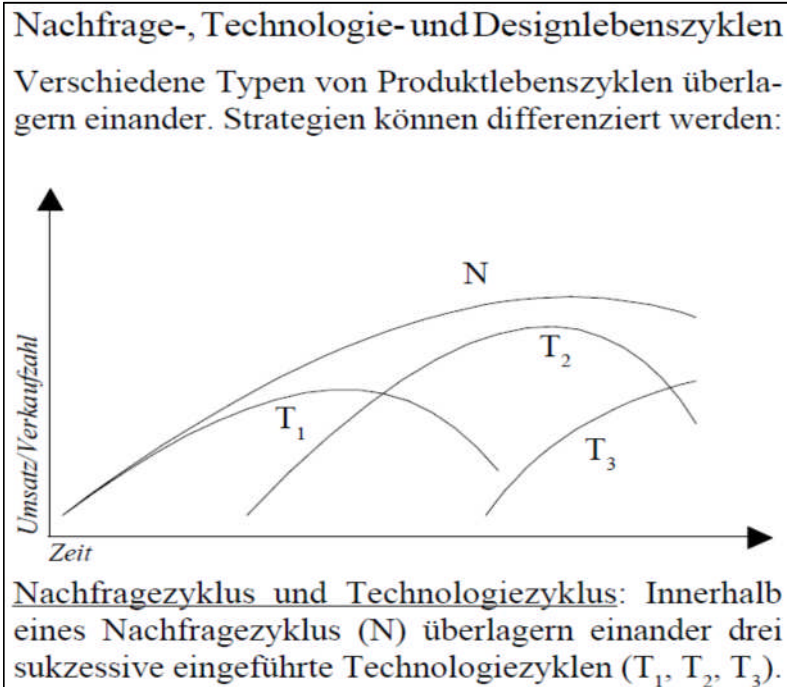 Nachfrage-, Technologie- und Designlebenszyklen
Verschiedene Typen von Produktlebenszyklen überla-
gern einander. Strategien können differenziert werden:
N
T₂
T₁
T₃
Umsatz/Verkaufzahl
Zeit
Nachfragezyklus und Technologiezyklus: Innerhalb
eines Nachfragezyklus (N) überlagern einander drei
sukzessive eingeführte Technologiezyklen (T₁, T₂, T₃).